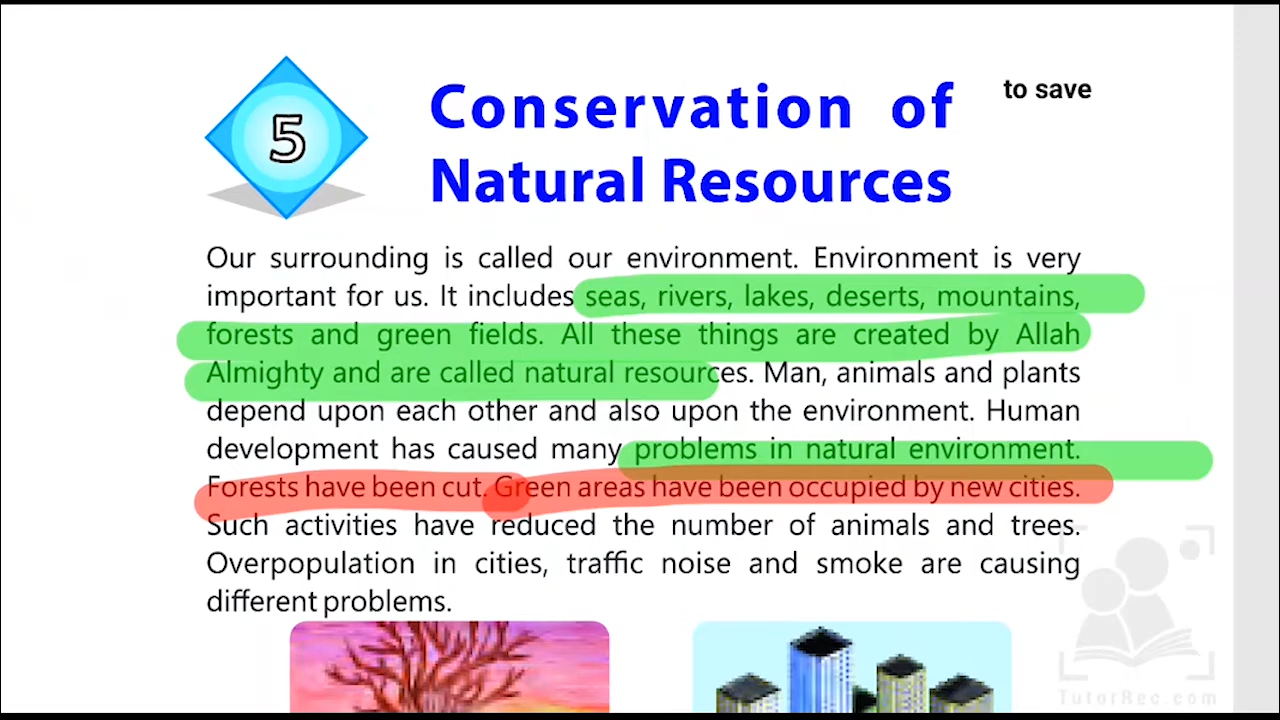 5
Conservation of
to save
Natural Resources
Our surrounding is called our environment. Environment is very
important for us. It includes seas, rivers, lakes, deserts, mountains,
forests and green fields. All these things are created by Allah
Almighty and are called natural resources. Man, animals and plants
depend upon each other and also upon the environment. Human
development has caused many problems in natural environment.
Forests have been cut. Green areas have been occupied by new cities.
Such activities have reduced the number of animals and trees.
Overpopulation in cities, traffic noise and smoke are causing
different problems.
TutorRec.com